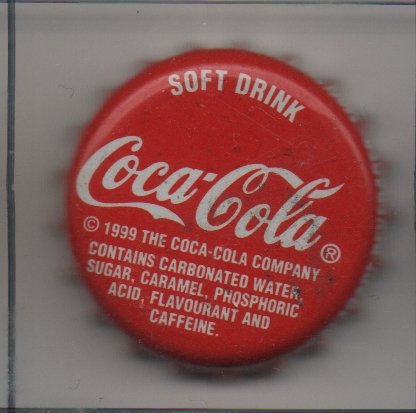 SOFT DRINK
Coca-Cola®
© 1999 THE COCA-COLA COMPANY
CONTAINS CARBONATED WATER,
SUGAR, CARAMEL, PHOSPHORIC
ACID, FLAVOURANT AND
CAFFEINE.